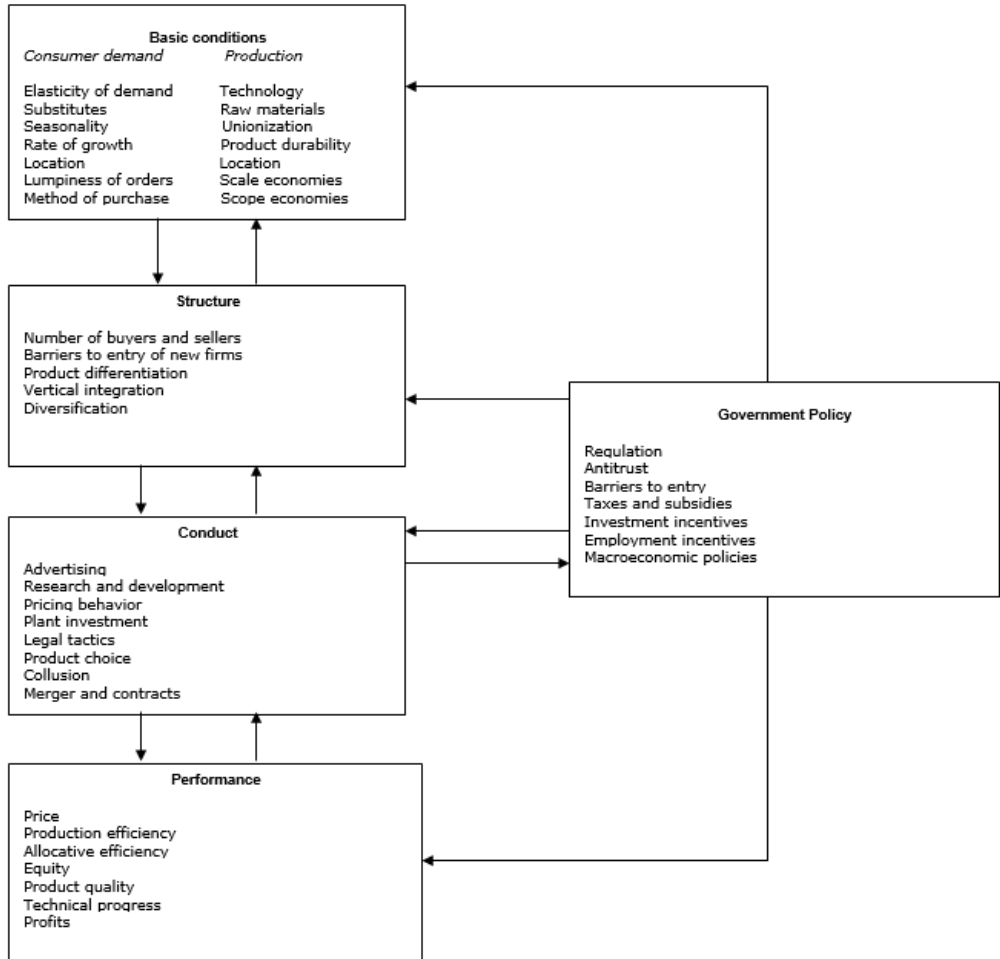 Basic conditions
Consumer demand Production
Elasticity of demand Technology
Substitutes Raw materials
Seasonality Unionization
Rate of growth Product durability
Location Location
Lumpiness of orders Scale economies
Method of purchase Scope economies
Structure
Number of buyers and sellers
Barriers to entry of new firms
Product differentiation
Vertical integration
Diversification
Government Policy
Regulation
Antitrust
Barriers to entry
Taxes and subsidies
Investment incentives
Employment incentives
Macroeconomic policies
Conduct
Advertising
Research and development
Pricing behavior
Plant investment
Legal tactics
Product choice
Collusion
Merger and contracts
Performance
Price
Production efficiency
Allocative efficiency
Equity
Product quality
Technical progress
Profits